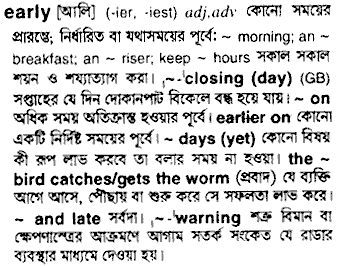 early [আলি] (-ier, -iest) adj.adv কোনো সময়ের
প্রারম্ভে; নির্ধারিত বা যথাসময়ের পূর্বে: ~ morning; an ~
breakfast; an ~ riser; keep ~ hours সকাল সকাল
শয়ন ও শয্যাত্যাগ করা। ~-ˈclosing (day) (GB)
সপ্তাহের যে দিন দোকানপাট বিকেলে বন্ধ হয়ে যায়। ~ on
অধিক সময় অতিক্রান্ত হওয়ার পূর্বে। earlier on কোনো
একটি নির্দিষ্ট সময়ের পূর্বে। ~ days (yet) কোনো বিষয়
কী রূপ লাভ করবে তা বলার সময় না হওয়া। the ~
bird catches/gets the worm (প্রবাদ) যে ব্যক্তি
আগে আসে, পৌঁছায় বা শুরু করে সে সফলতা লাভ করে।
~ and late সর্বদা। ~-ˈwarning শত্রু বিমান বা
ক্ষেপণাস্ত্রের আক্রমণে আগাম সতর্ক সংকেত যে রাডার
ব্যবস্থার মাধ্যমে দেওয়া হয়।